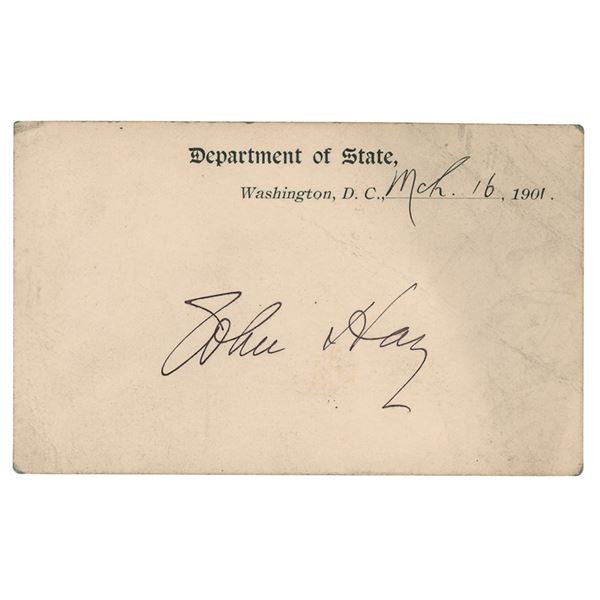 Department of State,
Washington, D. C., Mch. 16, 1901.
John Hay